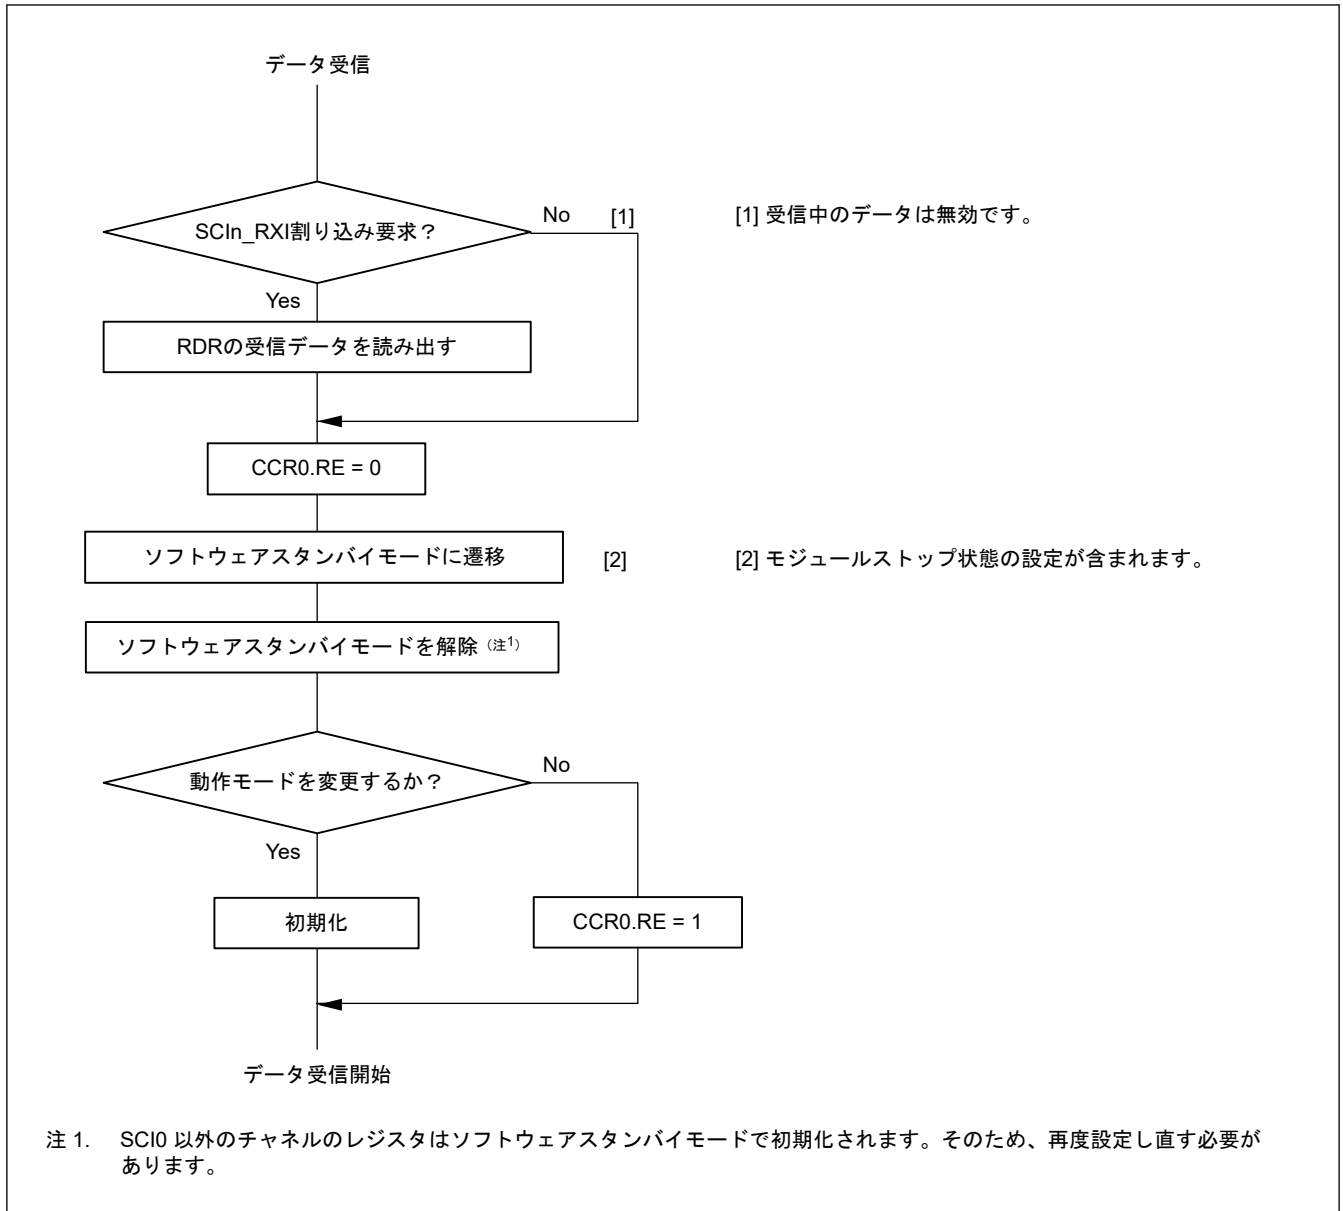 データ受信
SCIn_RXI割り込み要求？
No [1]
[1] 受信中のデータは無効です。
Yes
RDRの受信データを読み出す
CCR0.RE = 0
ソフトウェアスタンバイモードに遷移
[2]
[2] モジュールストップ状態の設定が含まれます。
ソフトウェアスタンバイモードを解除（注1）
動作モードを変更するか？
No
Yes
初期化
CCR0.RE = 1
データ受信開始
注 1. SCI0 以外のチャネルのレジスタはソフトウェアスタンバイモードで初期化されます。そのため、再度設定し直す必要が
あります。